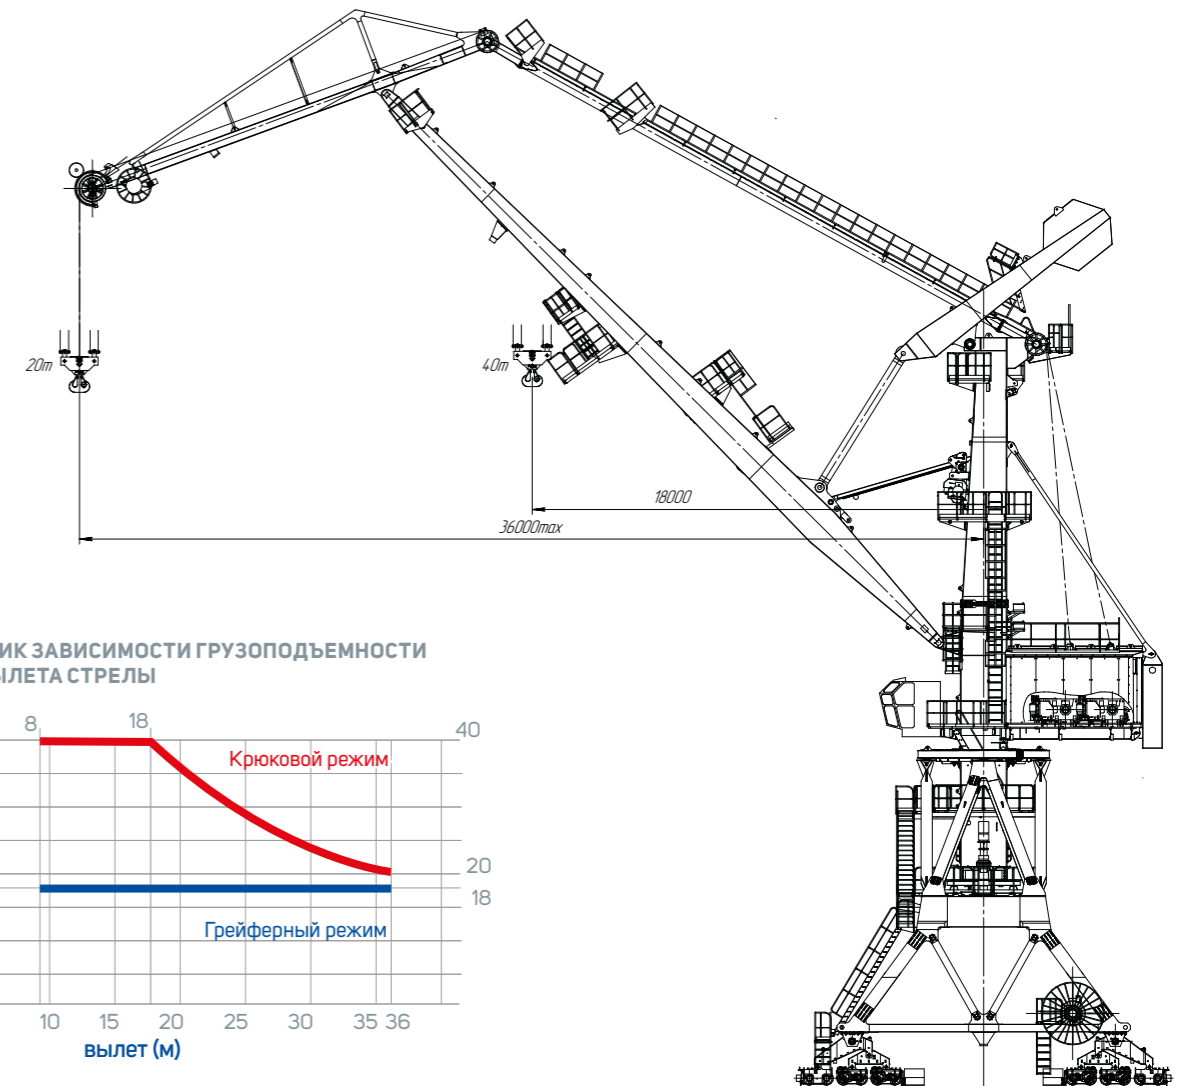 20т
40т
18000
36000max
ИК ЗАВИСИМОСТИ ГРУЗОПОДЪЕМНОСТИ
ЛЕТА СТРЕЛЫ
8 18 40
Крюковой режим
20
18
Грейферный режим
10 15 20 25 30 35 36
вылет (м)